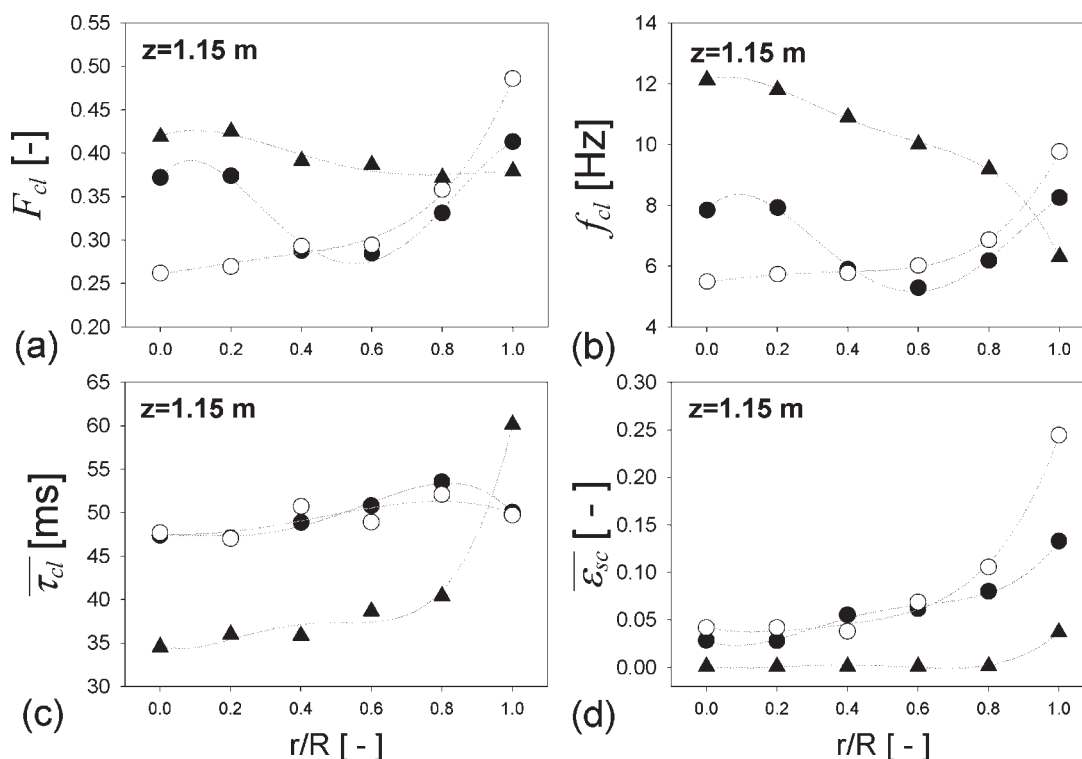 z=1.15 m
F_cl [-]
0.55
0.50
0.45
0.40
0.35
0.30
0.25
0.20
0.0 0.2 0.4 0.6 0.8 1.0
(a)
z=1.15 m
f_cl [Hz]
14
12
10
8
6
4
0.0 0.2 0.4 0.6 0.8 1.0
(b)
z=1.15 m
τ_cl [ms]
65
60
55
50
45
40
35
30
0.0 0.2 0.4 0.6 0.8 1.0
(c)
r/R [ - ]
z=1.15 m
ε_sc [ - ]
0.30
0.25
0.20
0.15
0.10
0.05
0.00
0.0 0.2 0.4 0.6 0.8 1.0
(d)
r/R [ - ]